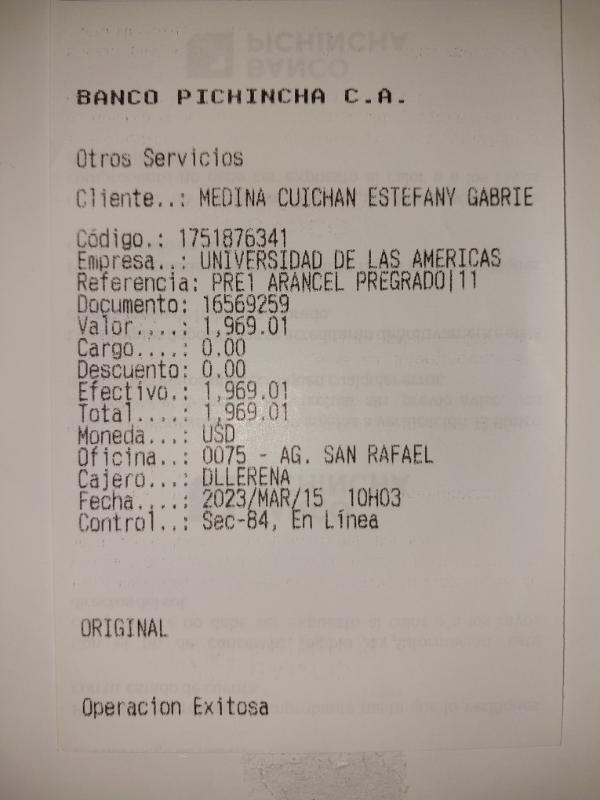 BANCO PICHINCHA C.A.
Otros Servicios
Cliente..: MEDINA CUICHAN ESTEFANY GABRIE
Código.: 1751876341
Empresa..: UNIVERSIDAD DE LAS AMERICAS
Referencia: PRE1 ARANCEL PREGRADO|11
Documento: 16569259
Valor....: 1,969.01
Cargo....: 0.00
Descuento: 0.00
Efectivo.: 1,969.01
Total....: 1,969.01
Moneda...: USD
Oficina..: 0075 - AG. SAN RAFAEL
Cajero...: DLLERENA
Fecha....: 2023/MAR/15 10H03
Control..: Sec-84, En Línea
ORIGINAL
Operacion Exitosa